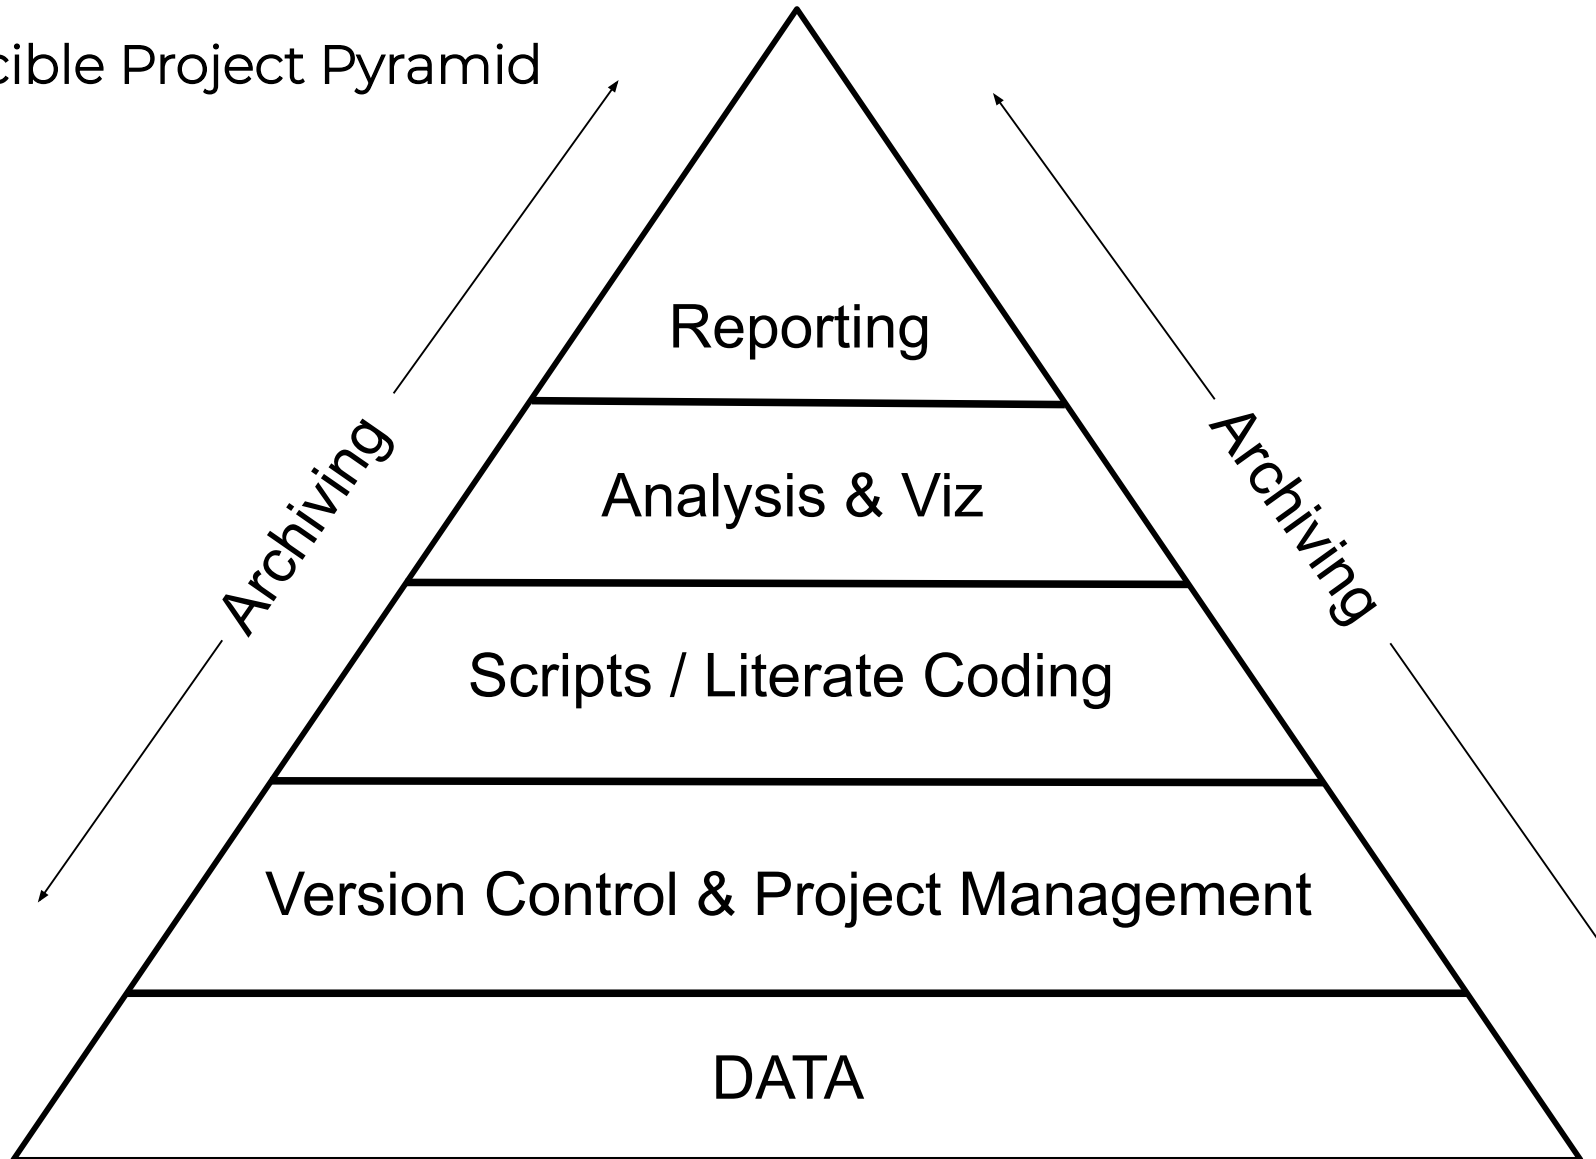 cible Project Pyramid
Reporting
Analysis & Viz
Archiving
Archiving
Scripts / Literate Coding
Version Control & Project Management
DATA